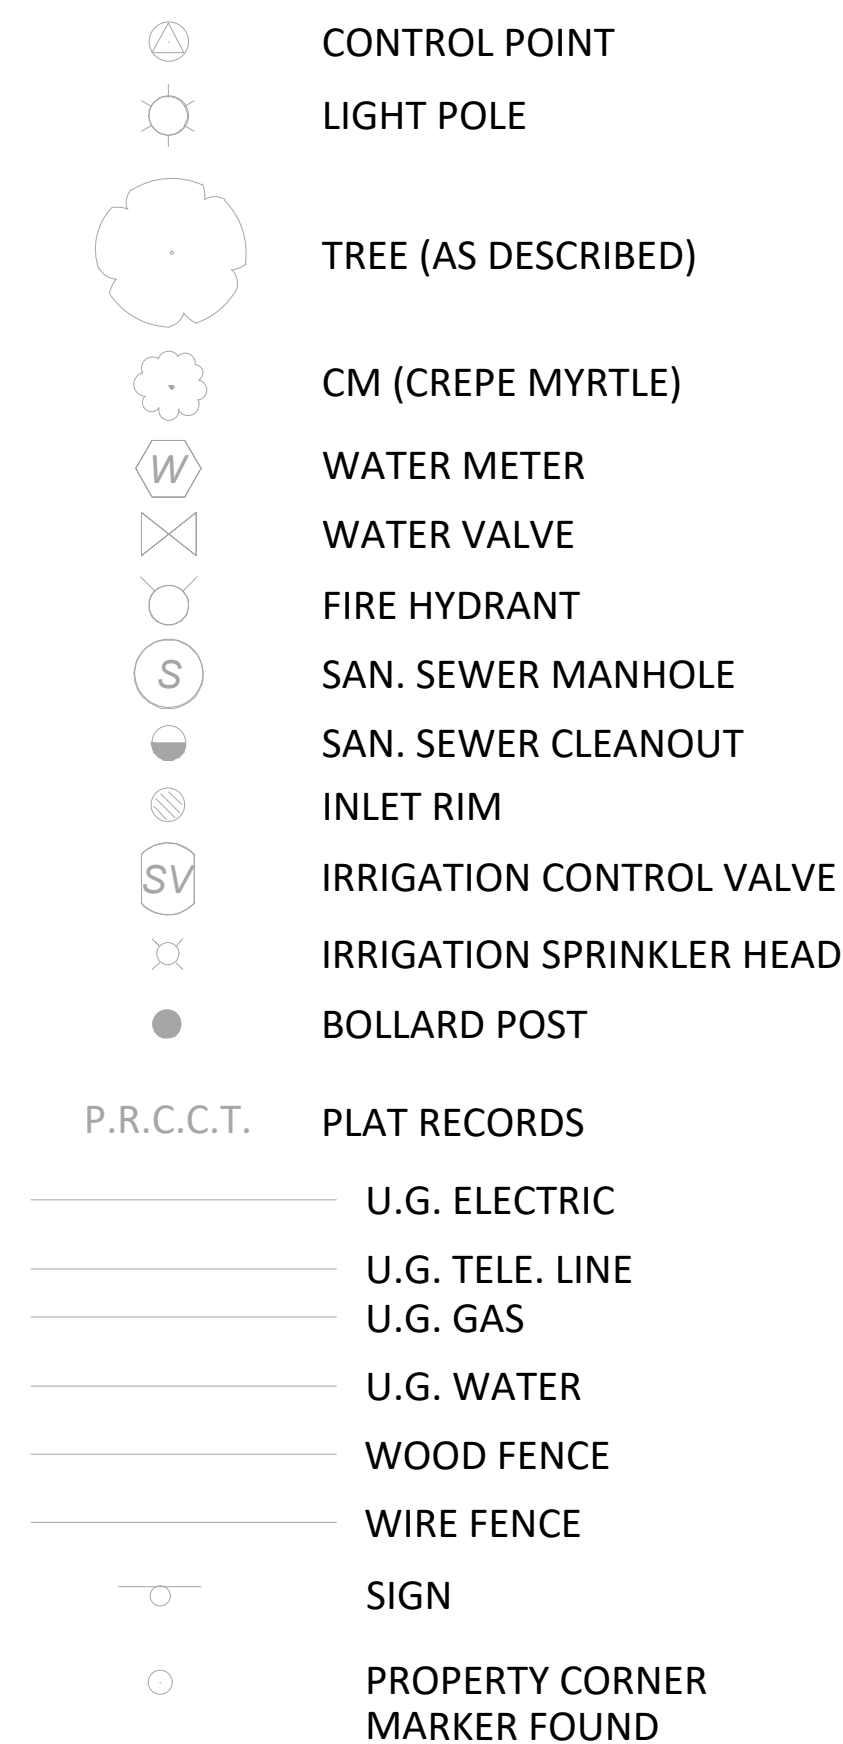 CONTROL POINT
LIGHT POLE
TREE (AS DESCRIBED)
CM (CREPE MYRTLE)
W WATER METER
WATER VALVE
FIRE HYDRANT
S SAN. SEWER MANHOLE
SAN. SEWER CLEANOUT
INLET RIM
SV IRRIGATION CONTROL VALVE
IRRIGATION SPRINKLER HEAD
BOLLARD POST
P.R.C.C.T. PLAT RECORDS
U.G. ELECTRIC
U.G. TELE. LINE
U.G. GAS
U.G. WATER
WOOD FENCE
WIRE FENCE
SIGN
PROPERTY CORNER
MARKER FOUND